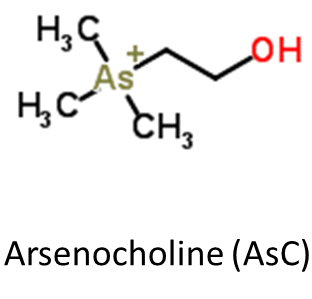 H₃C
+
OH
As
H₃C
CH₃
Arsenocholine (AsC)